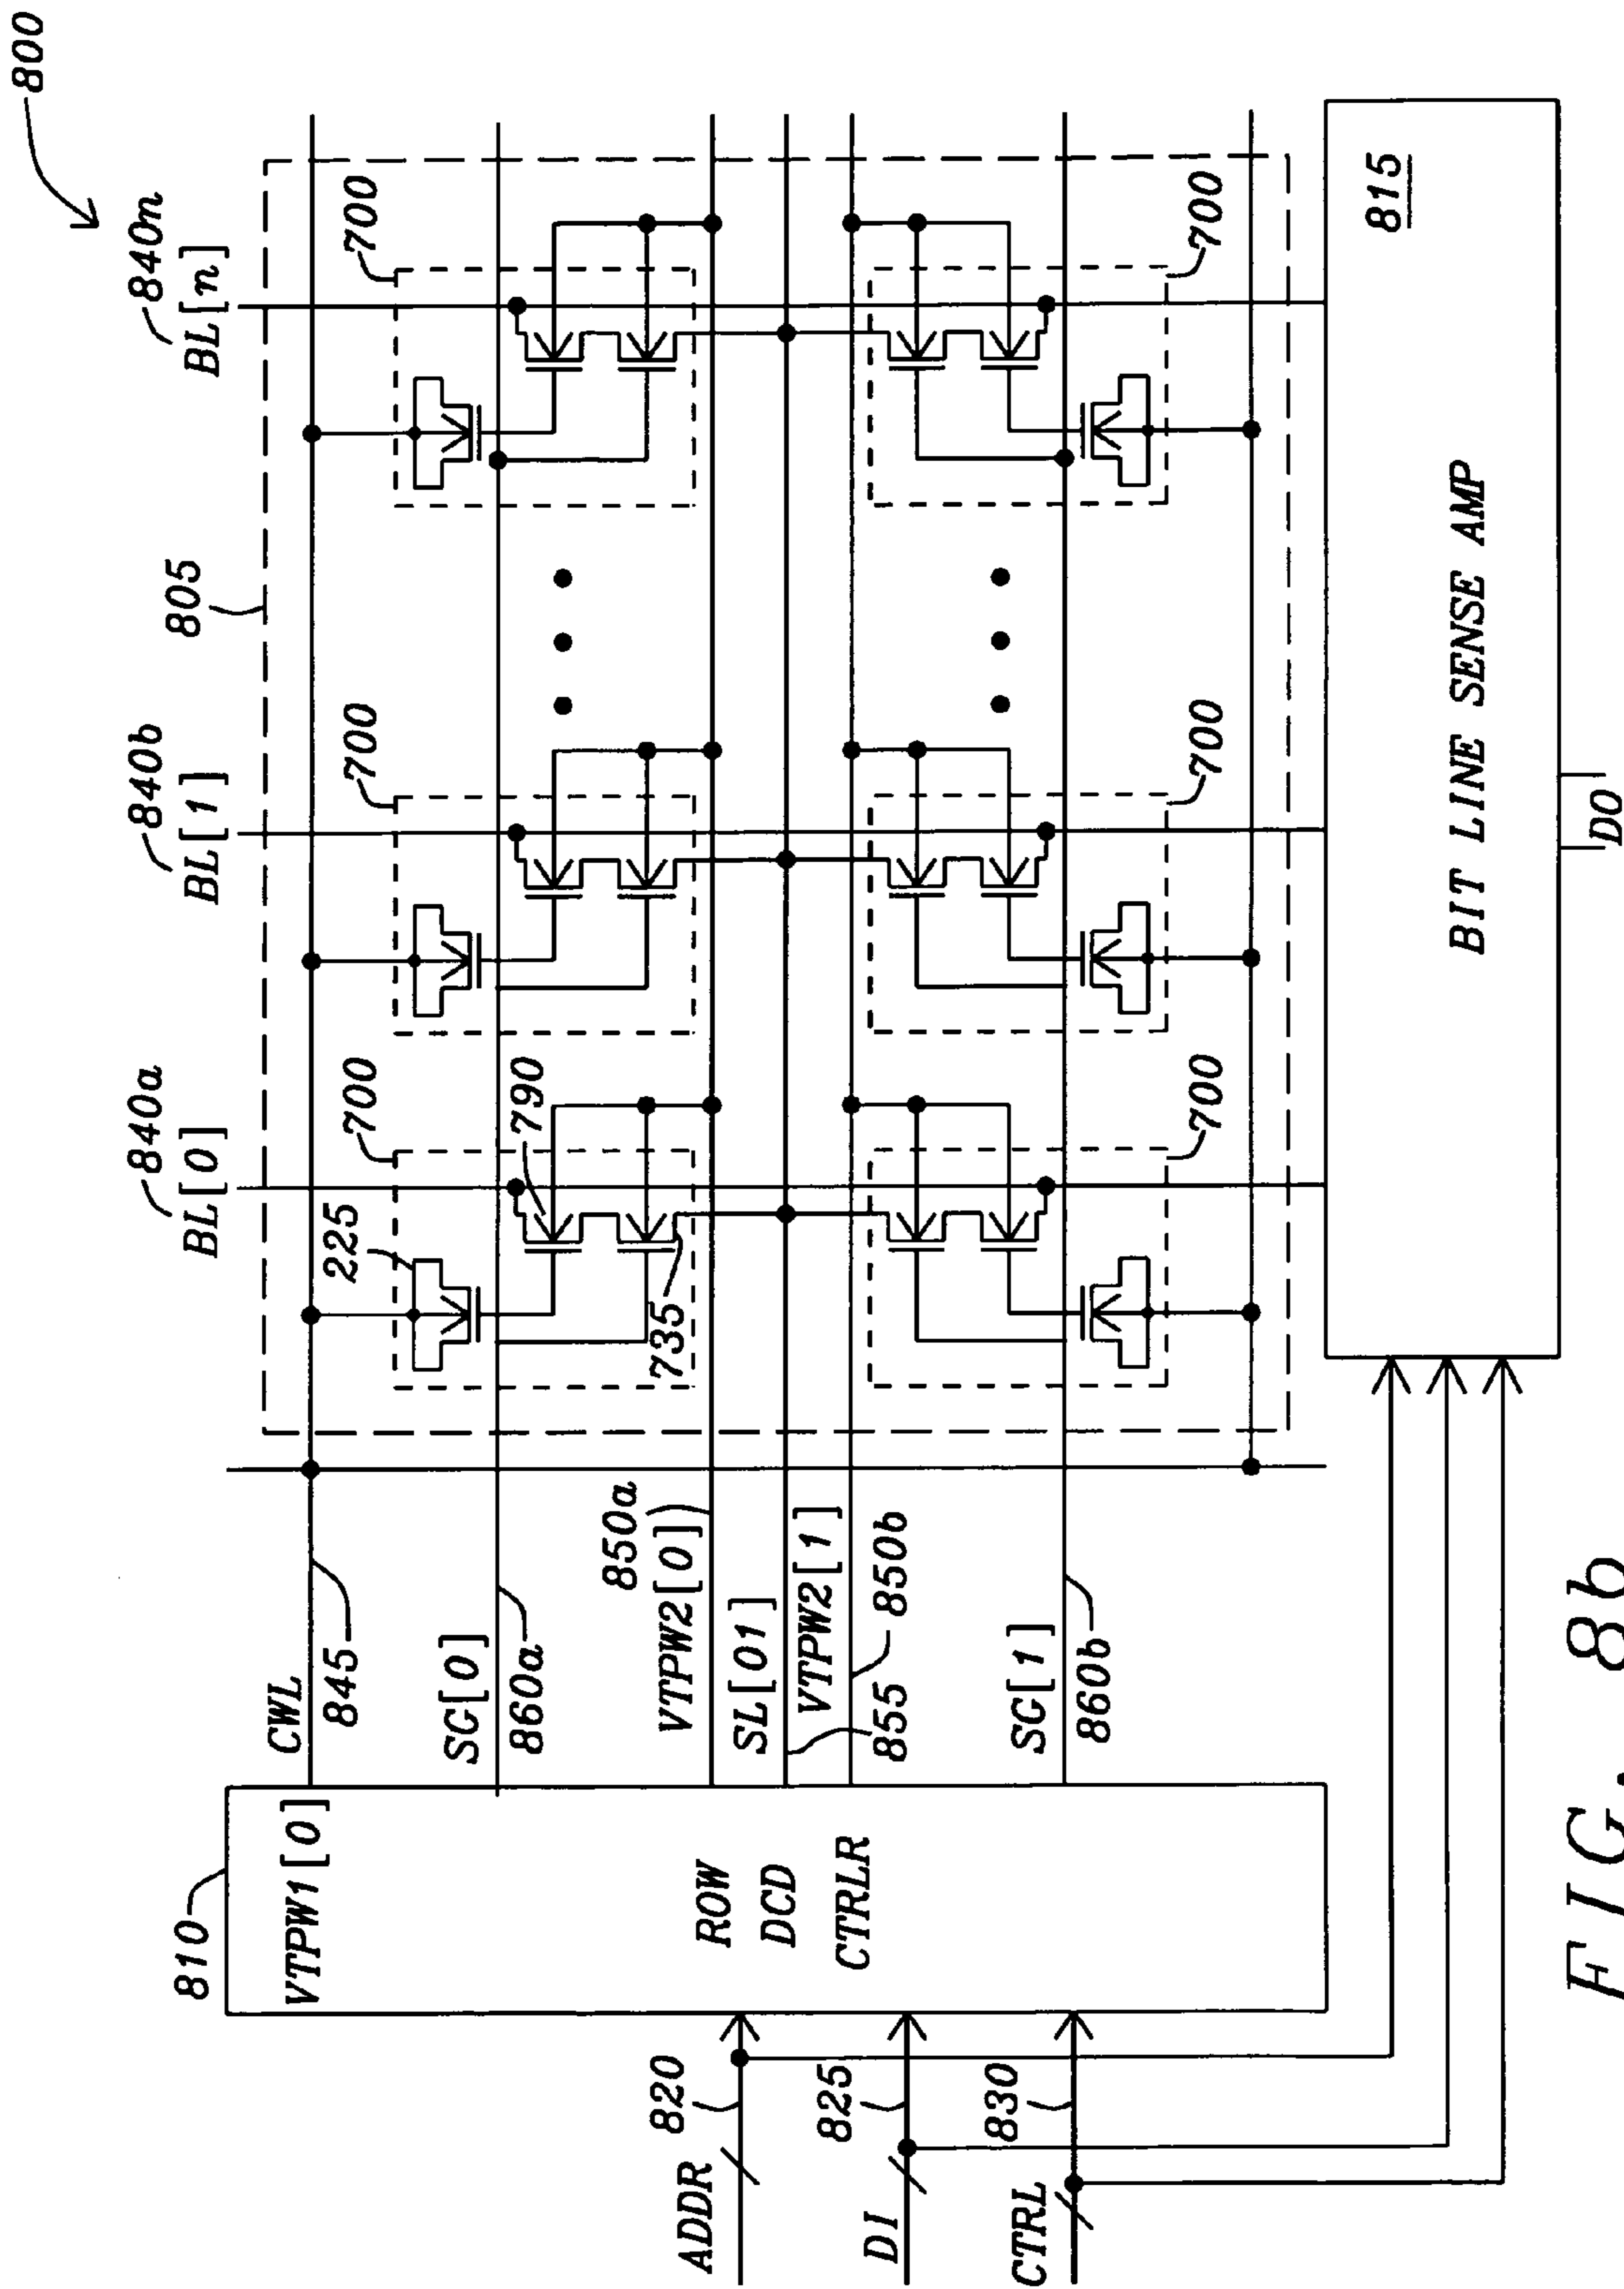 800
840a
BL[0]
840b
BL[1]
840n
BL[n]
805
810
VTPW1[0]
CWL
845
225
700
700
700
SG[0]
860a
790
735
850a
VTPW2[0]
SL[01]
VTPW2[1]
850b
855
SG[1]
860b
700
700
700
ROW
DCD
CTRLR
ADDR
820
DI
825
CTRL
830
815
BIT LINE SENSE AMP
DO
FIG. 8b